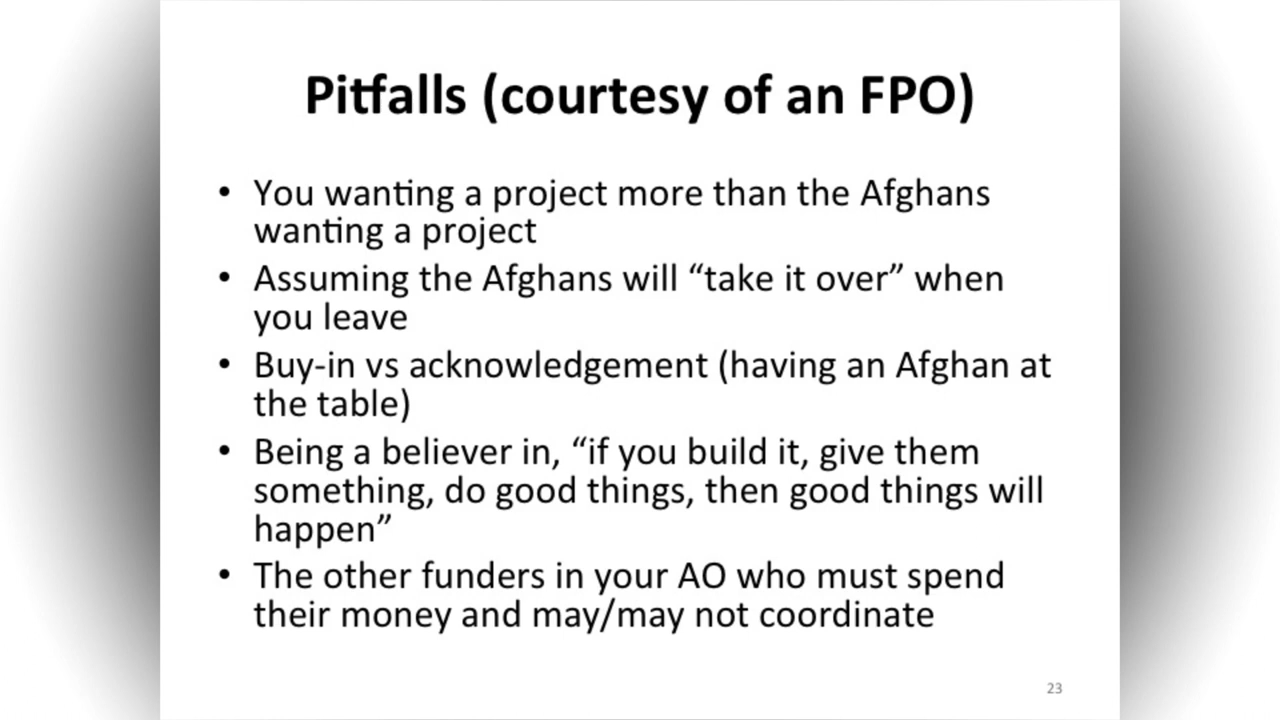 Pitfalls (courtesy of an FPO)
• You wanting a project more than the Afghans
wanting a project
• Assuming the Afghans will “take it over” when
you leave
• Buy-in vs acknowledgement (having an Afghan at
the table)
• Being a believer in, “if you build it, give them
something, do good things, then good things will
happen”
• The other funders in your AO who must spend
their money and may/may not coordinate
23